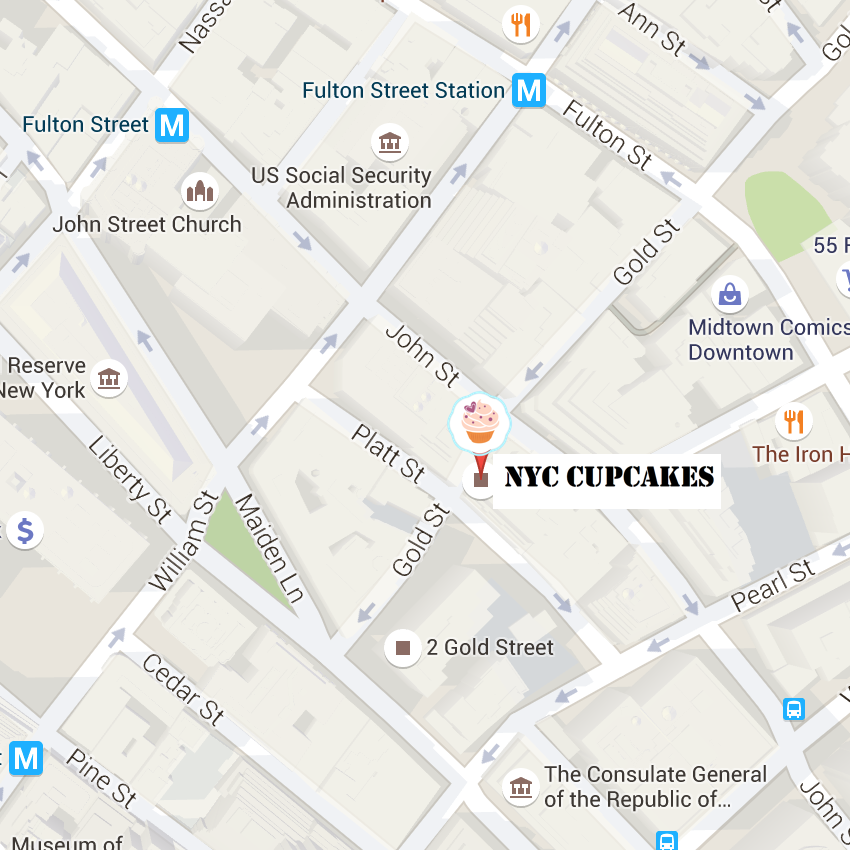 Nassa
Ann St
Gol
Fulton Street Station
M
Fulton Street
M
Fulton St
US Social Security
Administration
John Street Church
Gold St
55 F
Midtown Comics
Downtown
Reserve
New York
John St
Platt St
The Iron H
NYC CUPCAKES
Liberty St
$
William St
Maiden Ln
Gold St
Pearl St
2 Gold Street
Cedar St
M
Pine St
The Consulate General
of the Republic of...
John S
Museum of